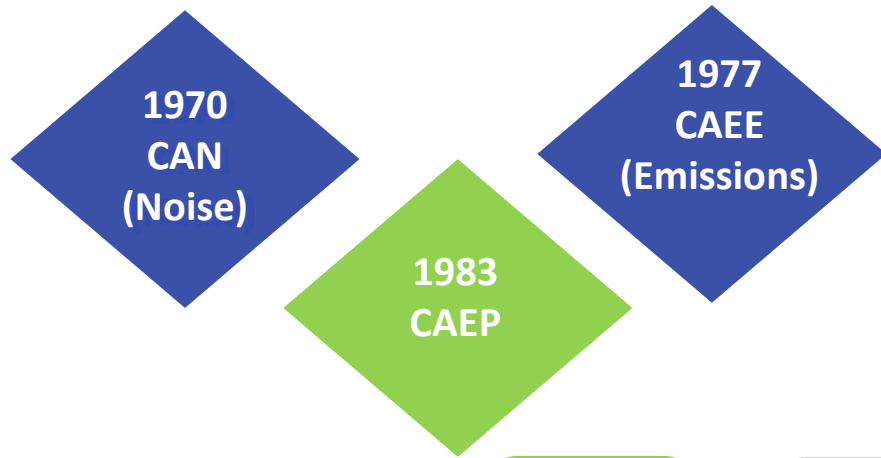 1970
CAN
(Noise)
1977
CAEE
(Emissions)
1983
CAEP